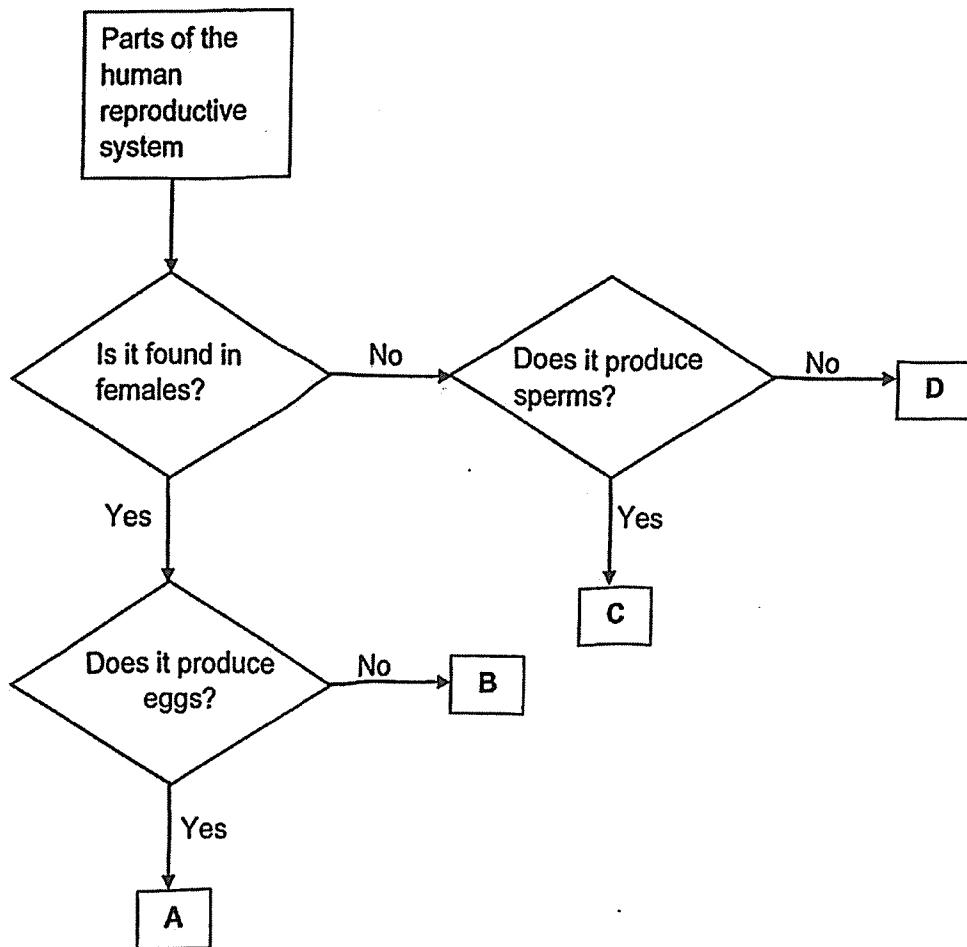 Parts of the
human
reproductive
system
Is it found in
females?
No
Does it produce
sperms?
No
D
Yes
Yes
C
Does it produce
eggs?
No
B
Yes
A